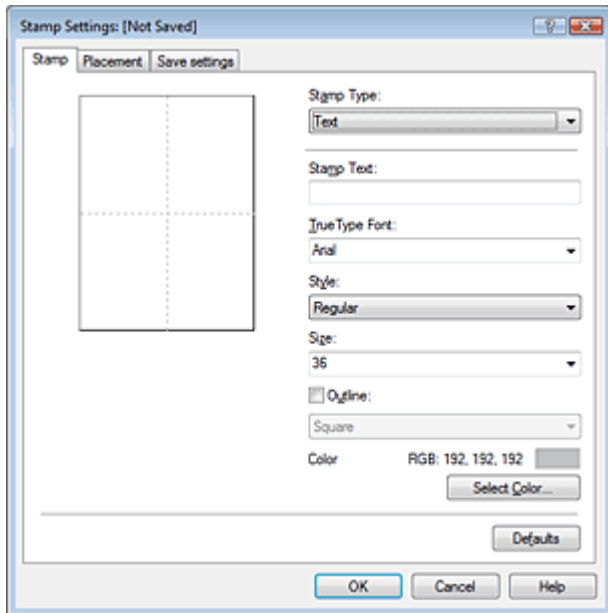 Stamp Settings: [Not Saved]
Stamp Placement Save settings
Stamp Type:
Text
Stamp Text:
TrueType Font:
Arial
Style:
Regular
Size:
36
Outline:
Square
Color RGB: 192, 192, 192
Select Color...
Defaults
OK Cancel Help